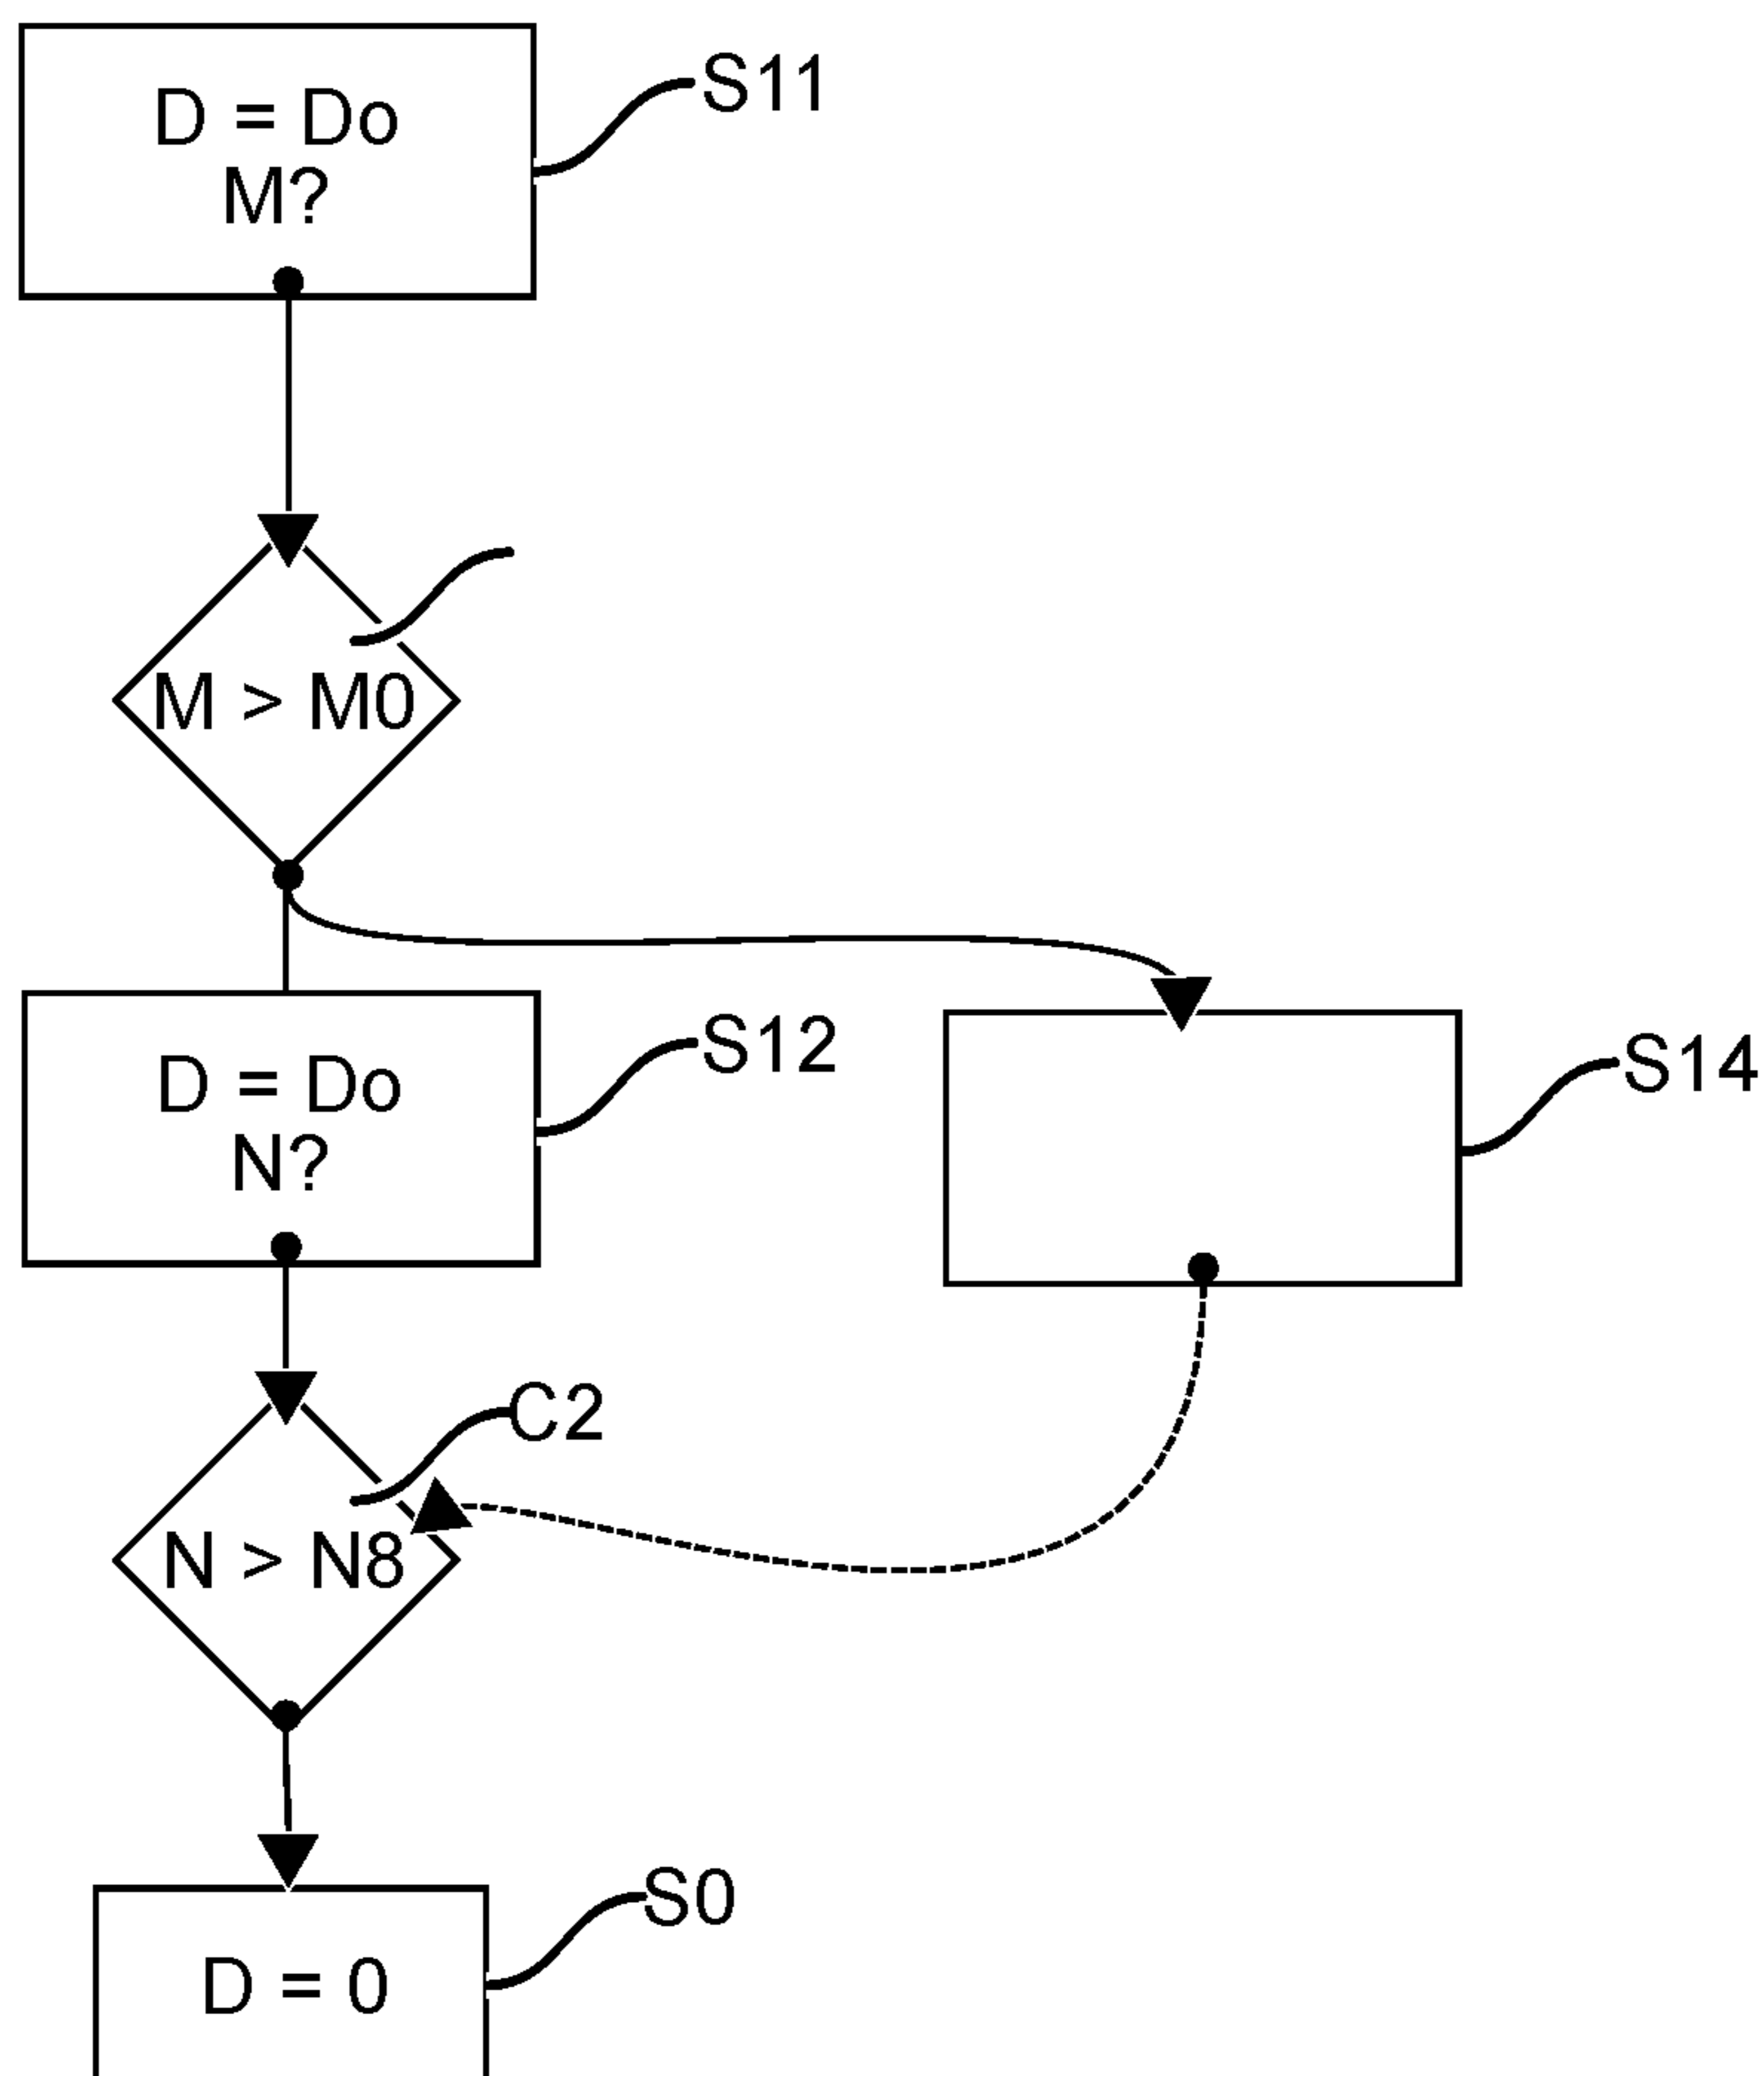 D = Do
M?
S11
M > M0
D = Do
N?
S12
S14
C2
N > N8
S0
D = 0